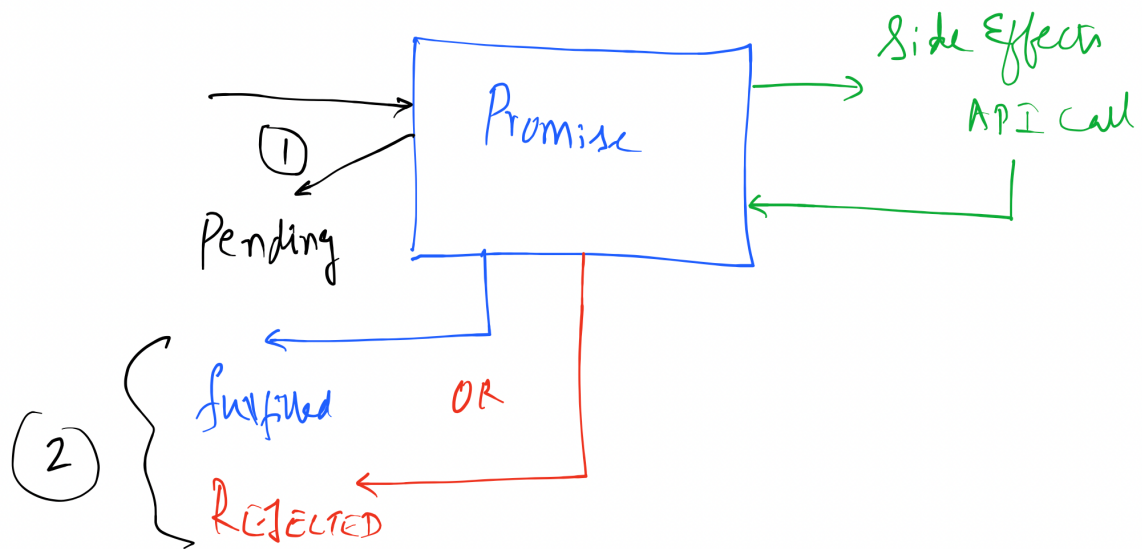 Side Effects
API Call
Promise
1
Pending
fulfilled
OR
2
REJECTED